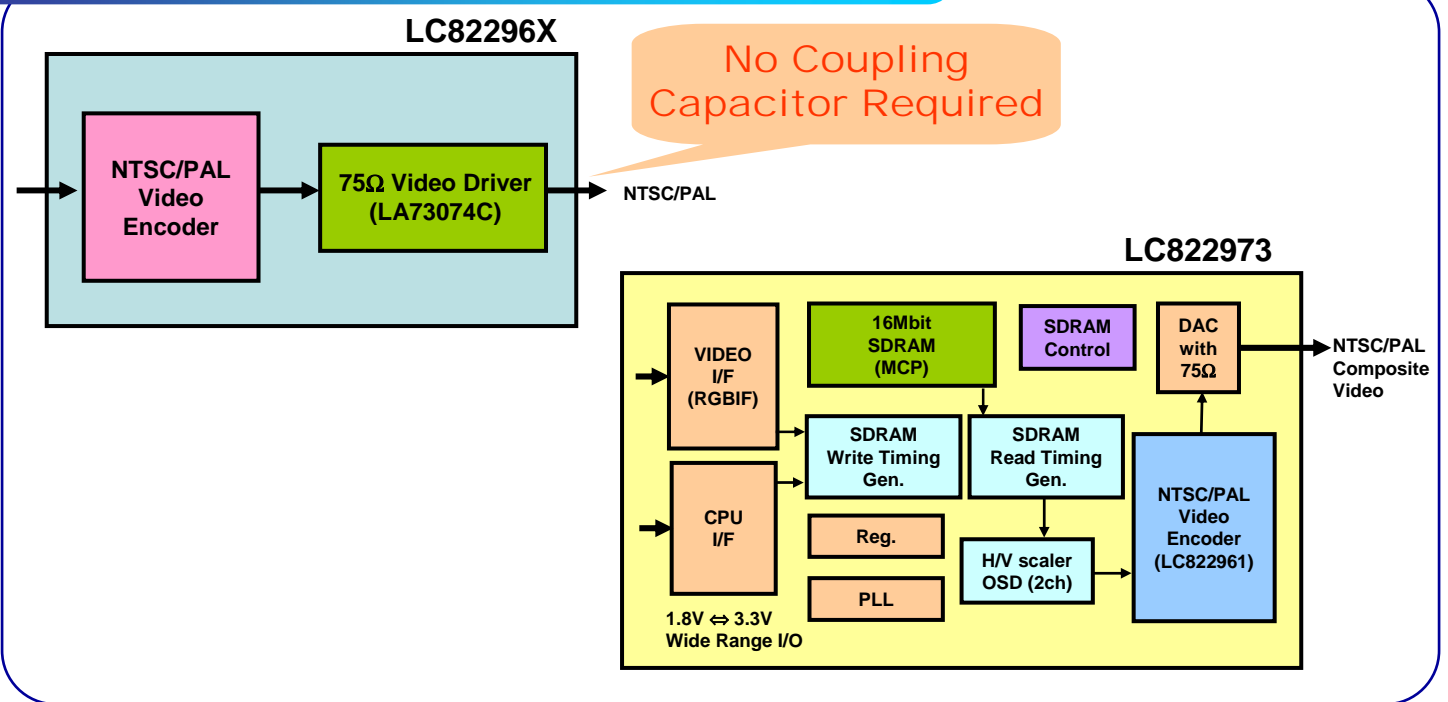 LC82296X
No Coupling
Capacitor Required
NTSC/PAL
Video
Encoder
75Ω Video Driver
(LA73074C)
NTSC/PAL
LC822973
VIDEO
I/F
(RGBIF)
16Mbit
SDRAM
(MCP)
SDRAM
Control
DAC
with
75Ω
NTSC/PAL
Composite
Video
SDRAM
Write Timing
Gen.
SDRAM
Read Timing
Gen.
CPU
I/F
Reg.
PLL
H/V scaler
OSD (2ch)
NTSC/PAL
Video
Encoder
(LC822961)
1.8V ⇔ 3.3V
Wide Range I/O